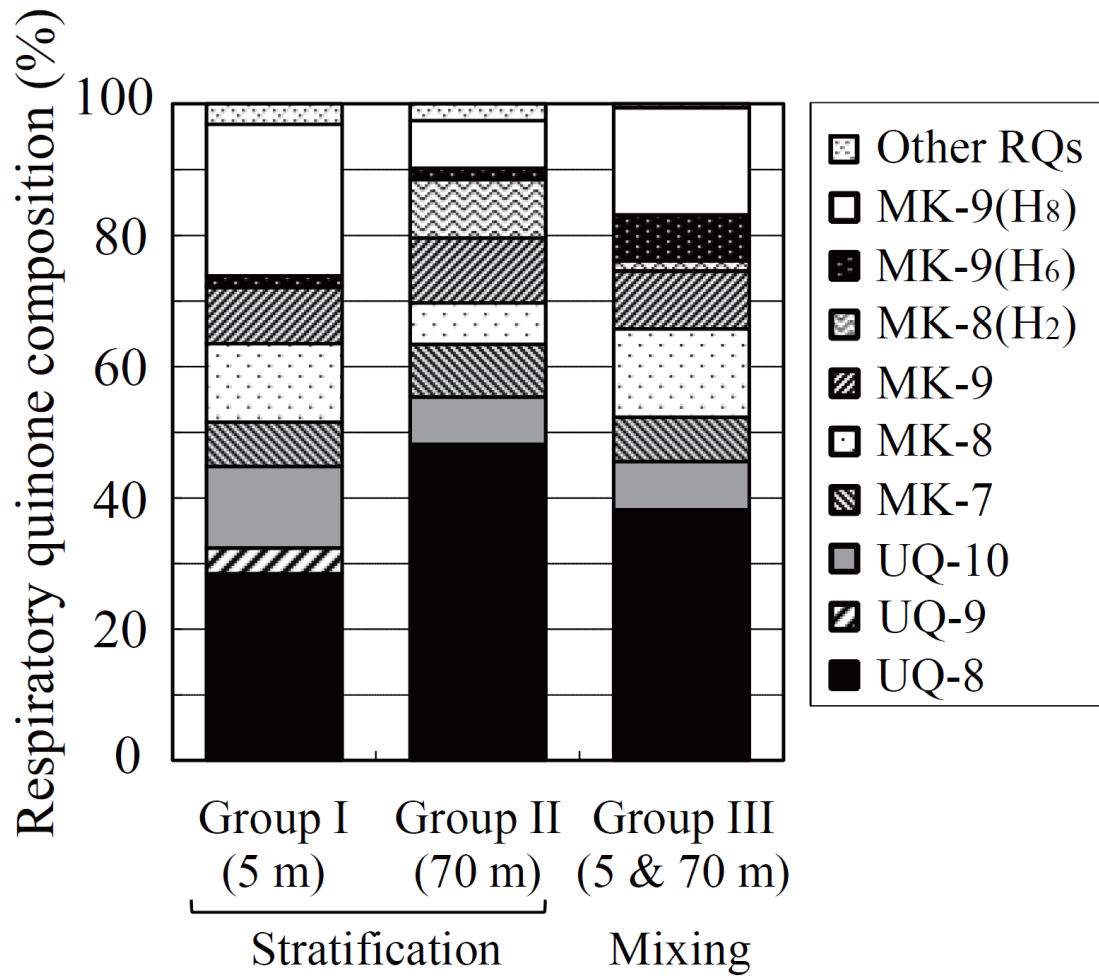 Respiratory quinone composition (%)
100
80
60
40
20
0
Other RQs
MK-9(H8)
MK-9(H6)
MK-8(H2)
MK-9
MK-8
MK-7
UQ-10
UQ-9
UQ-8
Group I Group II Group III
(5 m) (70 m) (5 & 70 m)
Stratification Mixing